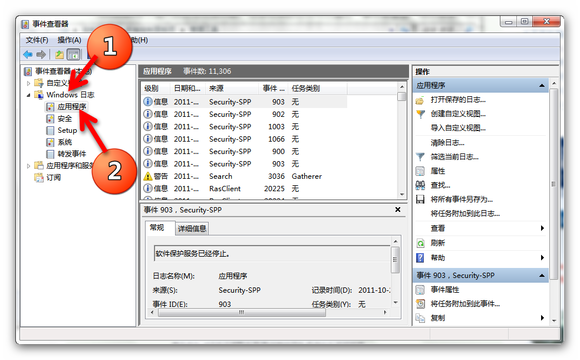 事件查看器
文件(F) 操作(A) 助(H)
事件查看器
自定义
Windows 日志
应用程序
安全
Setup
系统
转发事件
应用程序和服
订阅
应用程序 事件数: 11,306
级别 日期和... 来源 事件 ... 任务类别
信息 2011-... Security-SPP 903 无
信息 2011-... Security-SPP 902 无
信息 2011-... Security-SPP 1003 无
信息 2011-... Security-SPP 1066 无
信息 2011-... Security-SPP 900 无
信息 2011-... Security-SPP 903 无
警告 2011-... Search 3036 Gatherer
信息 2011-... RasClient 20225 无
事件 903，Security-SPP
常规 详细信息
软件保护服务已经停止。
日志名称(M): 应用程序
来源(S): Security-SPP 记录时间(D): 2011-10-
事件 ID(E): 903 任务类别(Y): 无
操作
应用程序
打开保存的日志...
创建自定义视图...
导入自定义视图...
清除日志...
筛选当前日志...
属性
查找...
将所有事件另存为...
将任务附加到此日志...
查看
刷新
帮助
事件 903，Security-SPP
事件属性
将任务附加到此事件...
复制
1
2